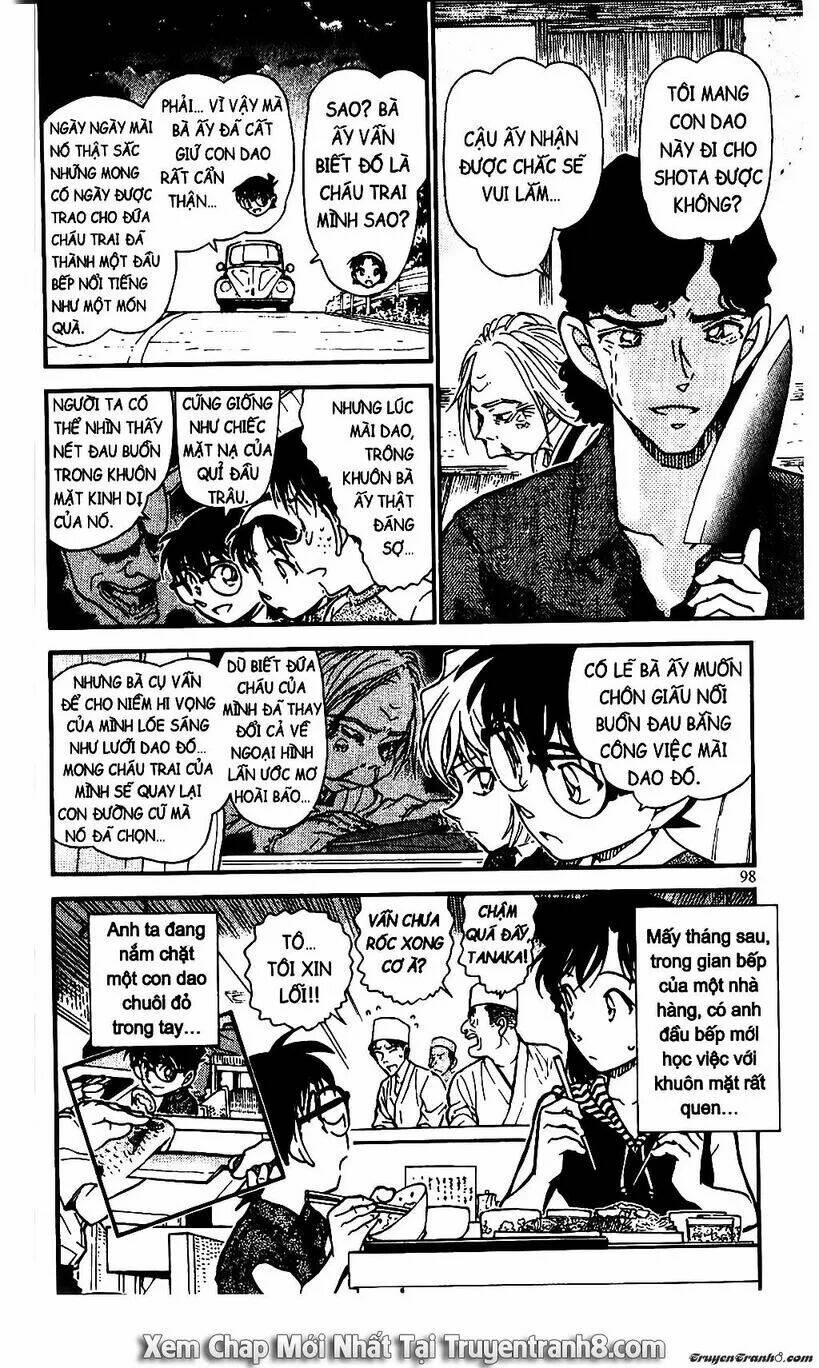 TÔI MANG
CON DAO
NÀY ĐI CHO
SHOTA ĐƯỢC
KHÔNG?
CẬU ẤY NHẬN
ĐƯỢC CHẮC SẼ
VUI LẮM...
SAO? BÀ
ẤY VẪN
BIẾT ĐÓ LÀ
CHÁU TRAI
MÌNH SAO?
PHẢI... VÌ VẬY MÀ
BÀ ẤY ĐÃ CẤT
GIỮ CON DAO
RẤT CẨN
THẬN...
NGÀY NGÀY MÀI
NÓ THẬT SẮC
NHỮNG MONG
CÓ NGÀY ĐƯỢC
TRAO CHO ĐỨA
CHÁU TRAI ĐÃ
THÀNH MỘT ĐẦU
BẾP NỔI TIẾNG
NHƯ MỘT MÓN
QUÀ.
NHƯNG LÚC
MÀI DAO,
TRÔNG
KHUÔN BÀ
ẤY THẬT
ĐÁNG
SỢ...
CŨNG GIỐNG
NHƯ CHIẾC
MẶT NẠ CỦA
QUỈ ĐẦU
TRÂU.
NGƯỜI TA CÓ
THỂ NHÌN THẤY
NÉT ĐAU BUỒN
TRONG KHUÔN
MẶT KINH DỊ
CỦA NÓ.
CÓ LẼ BÀ ẤY MUỐN
CHÔN GIẤU NỖI
BUỒN ĐAU BẰNG
CÔNG VIỆC MÀI
DAO ĐÓ.
DÙ BIẾT ĐỨA
CHÁU CỦA
MÌNH ĐÃ THAY
ĐỔI CẢ VỀ
NGOẠI HÌNH
LẪN ƯỚC MƠ
HOÀI BÃO...
NHƯNG BÀ CỤ VẪN
ĐỂ CHO NIỀM HI VỌNG
CỦA MÌNH LÓE SÁNG
NHƯ LƯỠI DAO ĐÓ...
MONG CHÁU TRAI CỦA
MÌNH SẼ QUAY LẠI
CON ĐƯỜNG CŨ MÀ
NÓ ĐÃ CHỌN...
98
Mấy tháng sau,
trong gian bếp
của một nhà
hàng, có anh
đầu bếp mới
học việc với
khuôn mặt rất
quen...
CHẬM
QUÁ ĐẤY,
TANAKA!
VẪN CHƯA
RÓC XONG
CƠ À?
TÔ...
TÔI XIN
LỖI!!
Anh ta đang
nắm chặt
một con dao
chuôi đỏ
trong tay...
Xem Chap Mới Nhất Tại Truyentranh8.com
TruyenTranh8.com